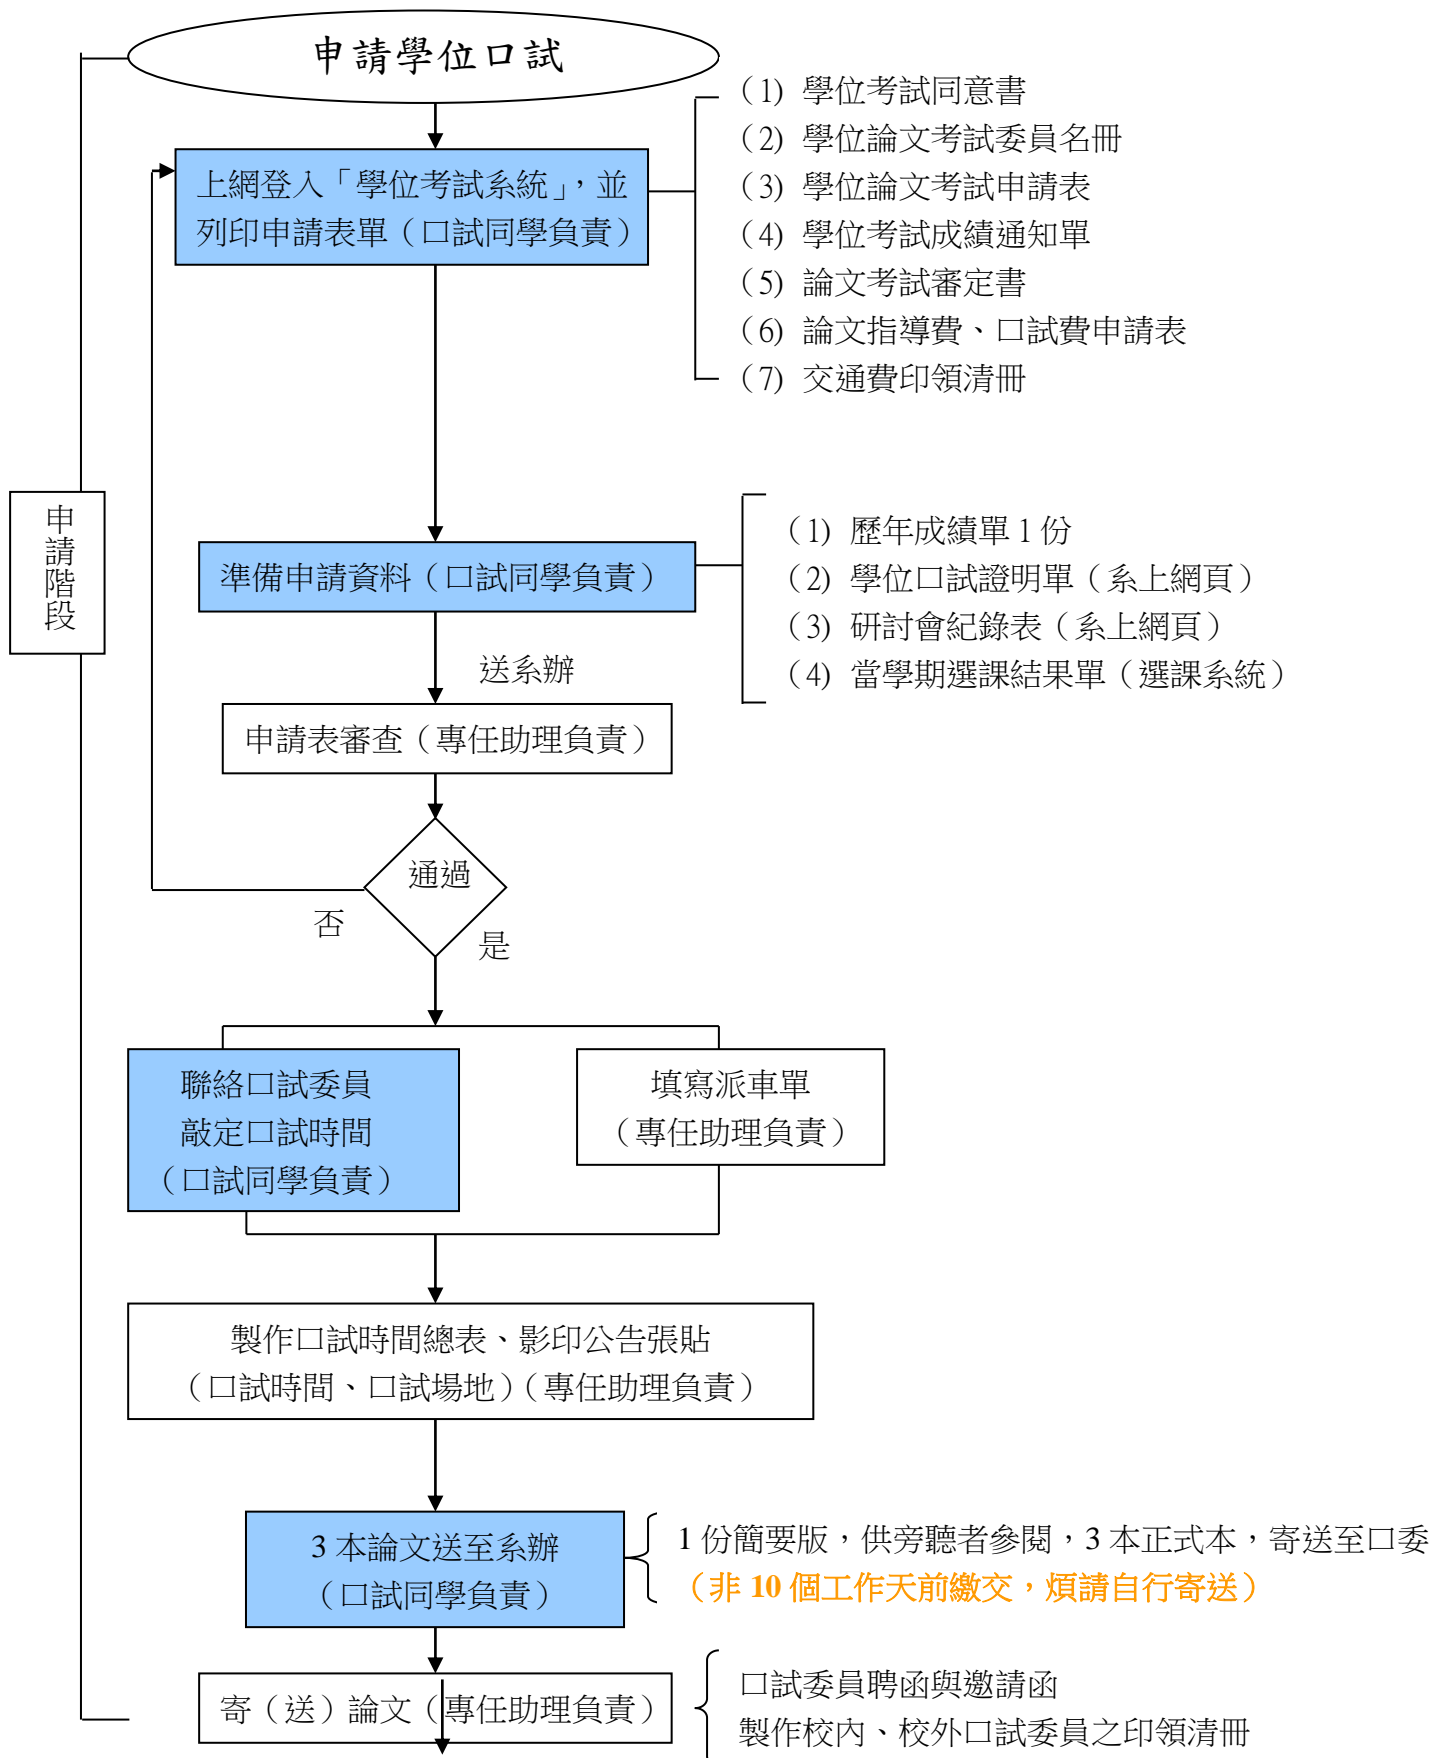 申請學位口試
(1) 學位考試同意書
(2) 學位論文考試委員名冊
(3) 學位論文考試申請表
(4) 學位考試成績通知單
(5) 論文考試審定書
(6) 論文指導費、口試費申請表
(7) 交通費印領清冊
上網登入「學位考試系統」，並
列印申請表單（口試同學負責）
申請階段
準備申請資料（口試同學負責）
(1) 歷年成績單 1 份
(2) 學位口試證明單（系上網頁）
(3) 研討會紀錄表（系上網頁）
(4) 當學期選課結果單（選課系統）
送系辦
申請表審查（專任助理負責）
通過
否
是
聯絡口試委員
敲定口試時間
（口試同學負責）
填寫派車單
（專任助理負責）
製作口試時間總表、影印公告張貼
（口試時間、口試場地）（專任助理負責）
3 本論文送至系辦
（口試同學負責）
1 份簡要版，供旁聽者參閱，3 本正式本，寄送至口委
（非 10 個工作天前繳交，煩請自行寄送）
寄（送）論文（專任助理負責）
口試委員聘函與邀請函
製作校內、校外口試委員之印領清冊